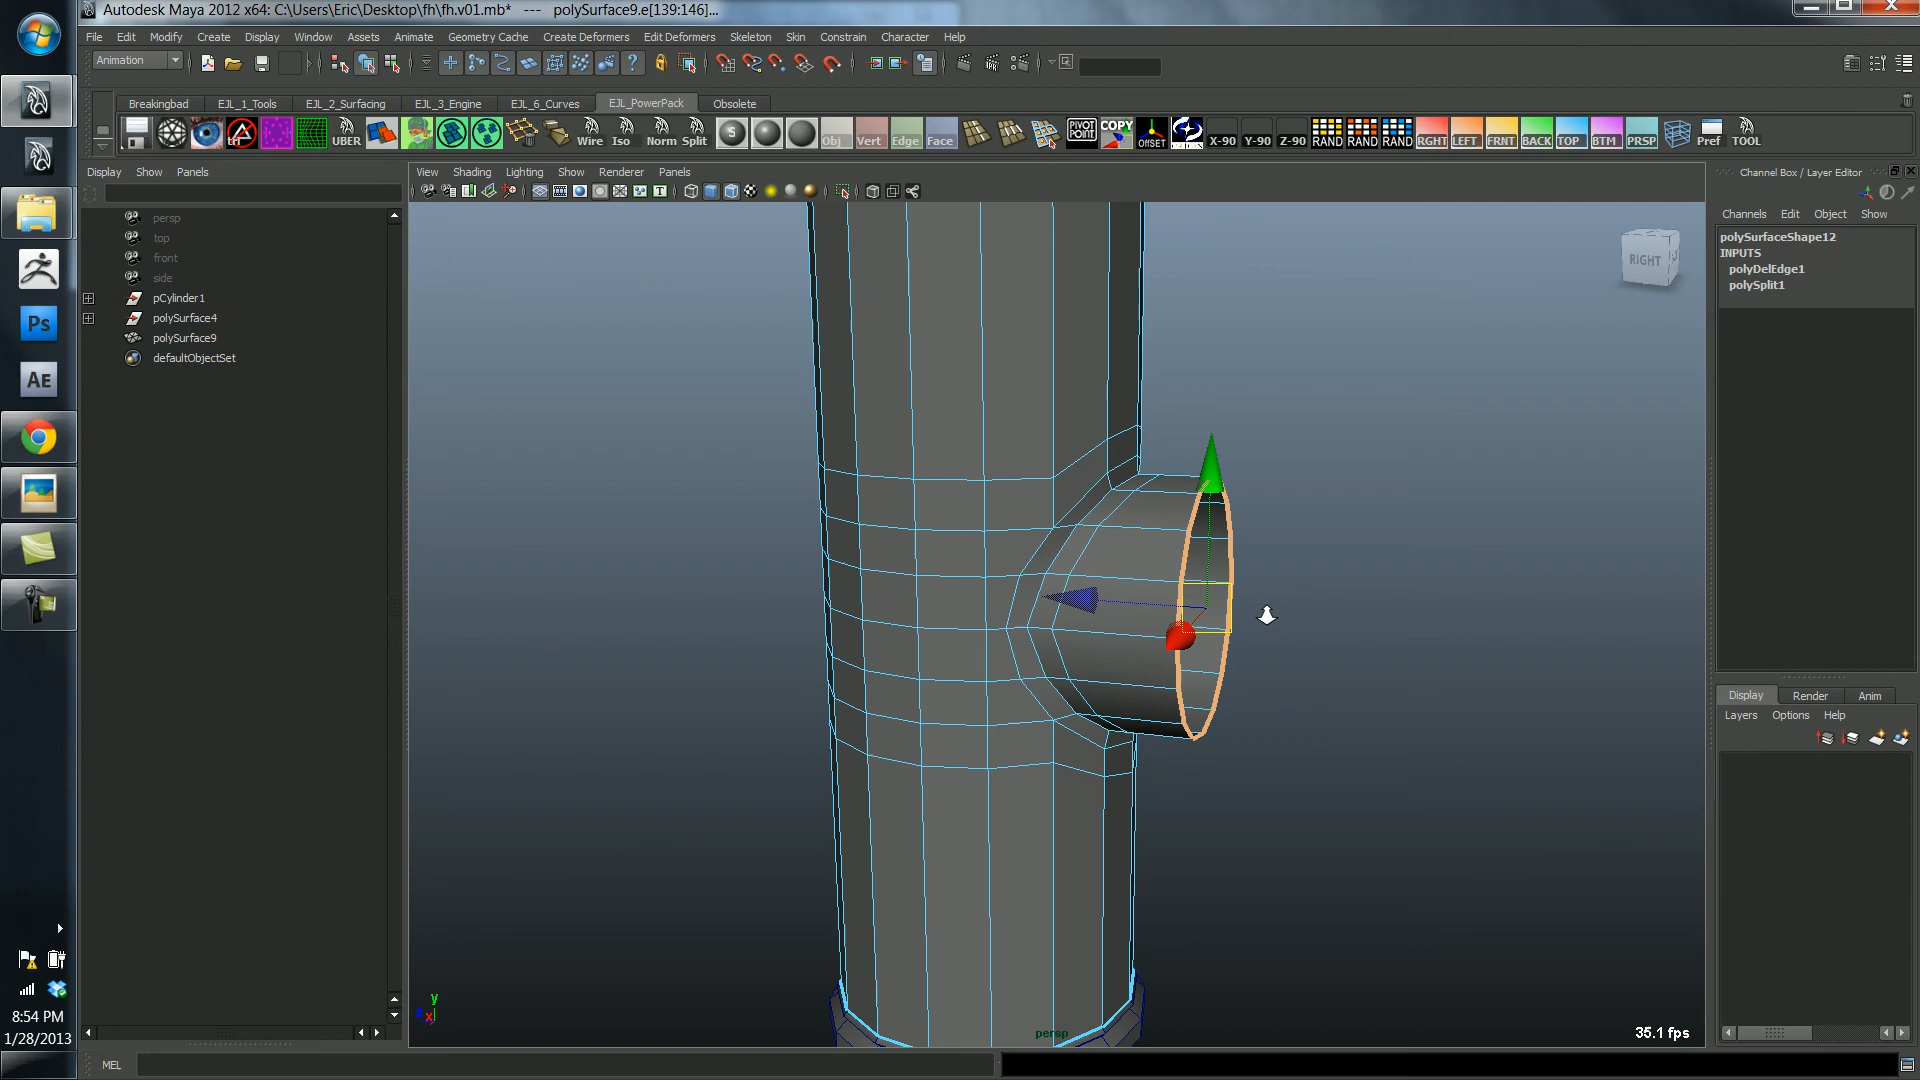 Autodesk Maya 2012 x64: C:\Users\Eric\Desktop\fh\fh.v01.mb* --- polySurface9.e[139:146]...
File Edit Modify Create Display Window Assets Animate Geometry Cache Create Deformers Edit Deformers Skeleton Skin Constrain Character Help
Animation
Breakingbad EJL_1_Tools EJL_2_Surfacing EJL_3_Engine EJL_6_Curves EJL_PowerPack Obsolete
tri UBER Wire Iso Norm Split S Obj Vert Edge Face PIVOT POINT COPY OffSET X-90 Y-90 Z-90 RAND RAND RAND RGHT LEFT FRNT BACK TOP BTM PRSP Pref TOOL
Display Show Panels
View Shading Lighting Show Renderer Panels
Channel Box / Layer Editor
Channels Edit Object Show
persp
top
front
side
pCylinder1
polySurface4
polySurface9
defaultObjectSet
polySurfaceShape12
INPUTS
polyDelEdge1
polySplit1
RIGHT
Ps
AE
Display Render Anim
Layers Options Help
y
x
persp
35.1 fps
8:54 PM
1/28/2013
MEL